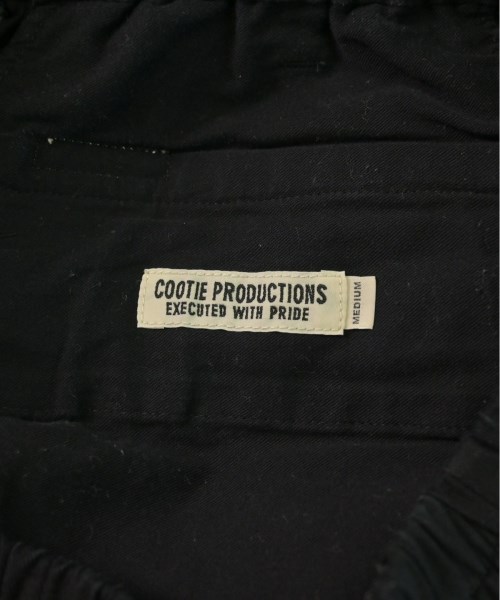 COOTIE PRODUCTIONS
EXECUTED WITH PRIDE
MEDIUM